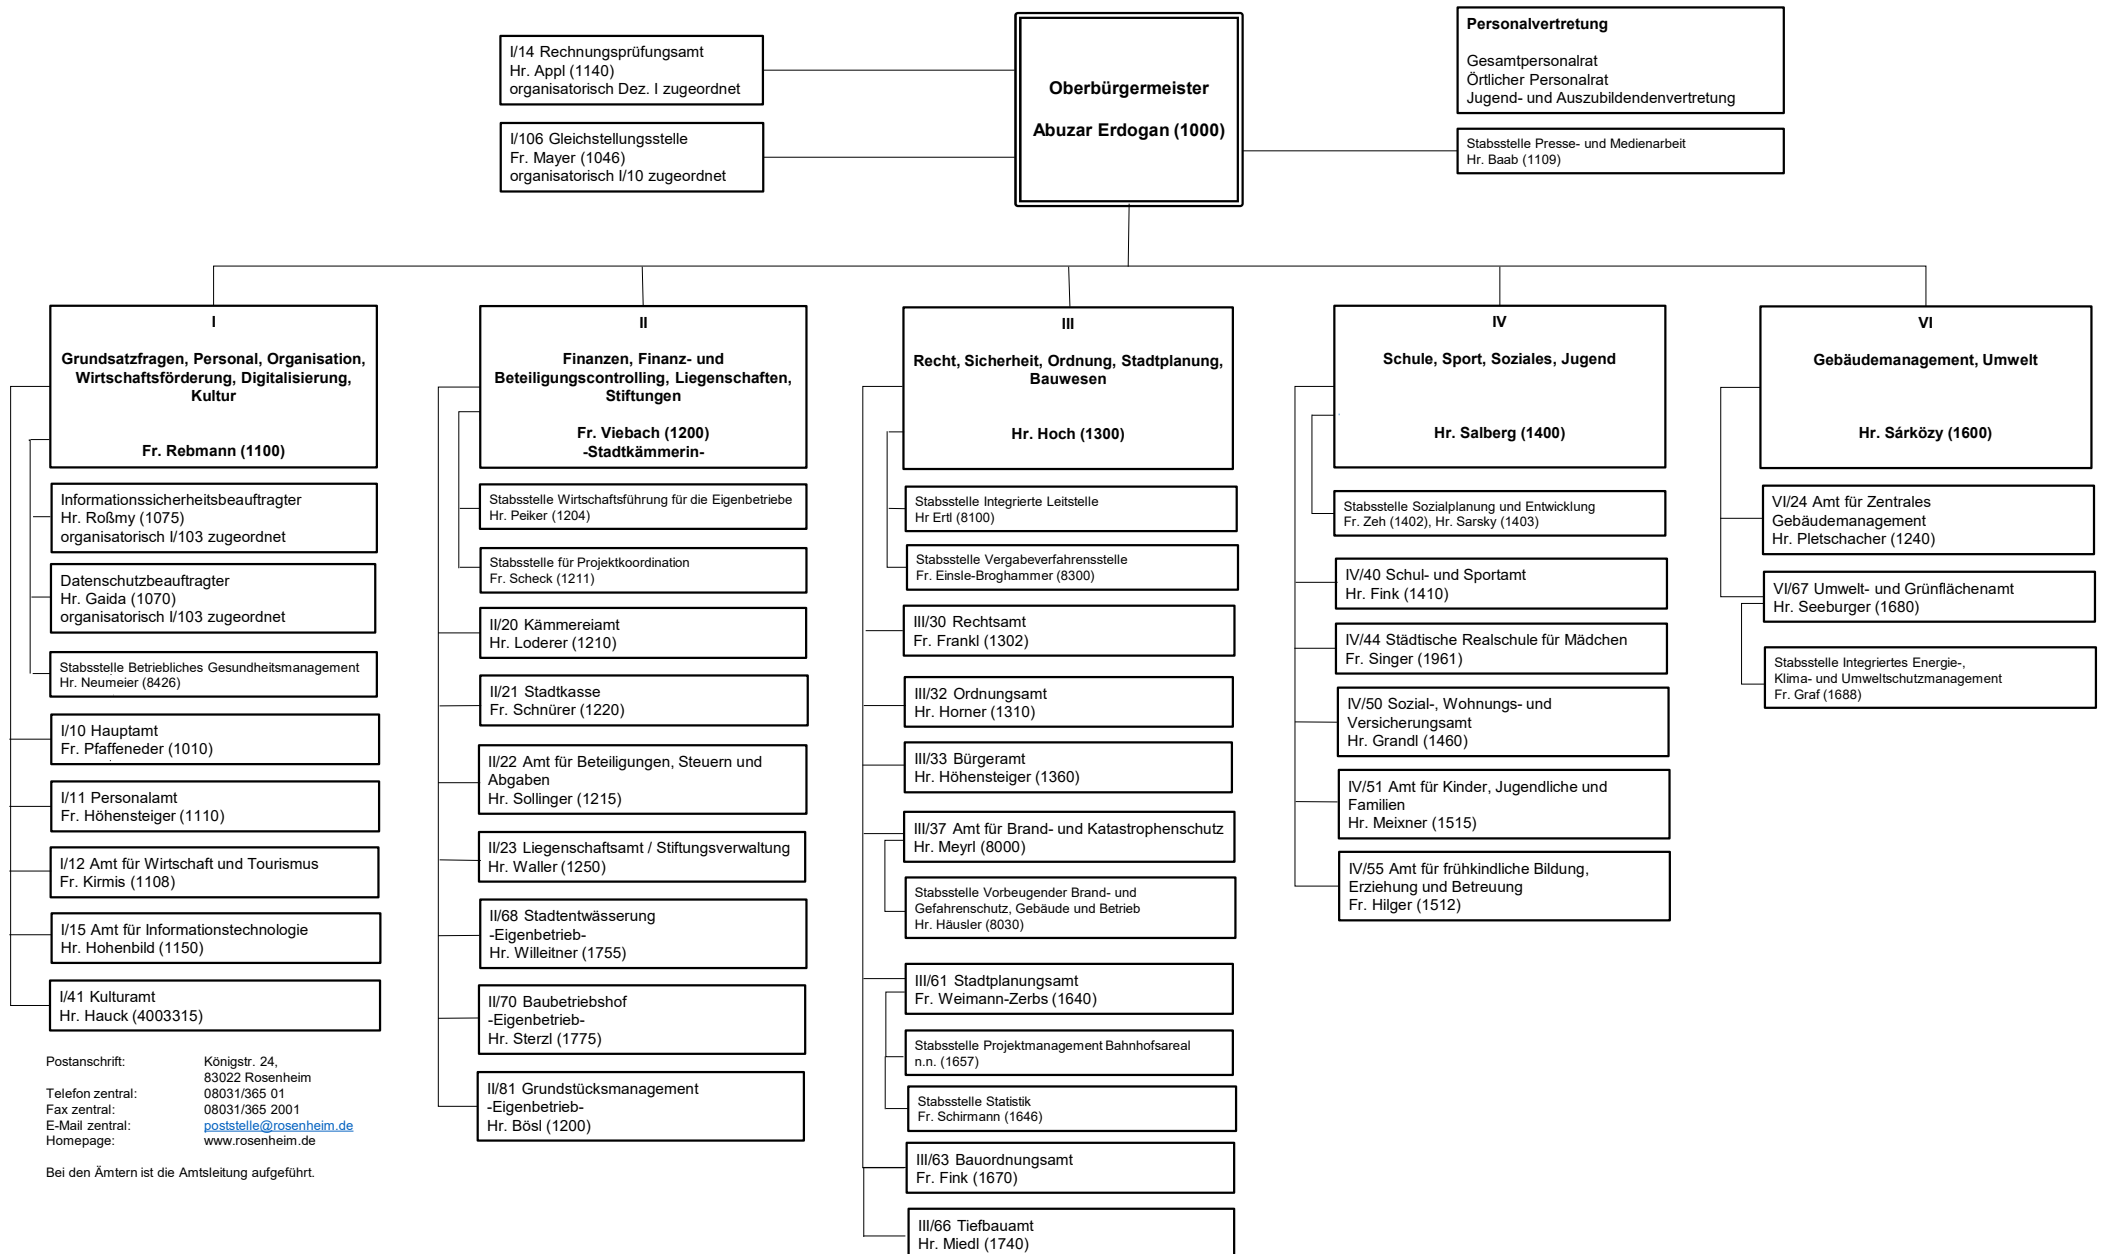 I/14 Rechnungsprüfungsamt
Hr. Appl (1140)
organisatorisch Dez. I zugeordnet
I/106 Gleichstellungsstelle
Fr. Mayer (1046)
organisatorisch I/10 zugeordnet
Oberbürgermeister
Abuzar Erdogan (1000)
Personalvertretung
Gesamtpersonalrat
Örtlicher Personalrat
Jugend- und Auszubildendenvertretung
Stabsstelle Presse- und Medienarbeit
Hr. Baab (1109)
I
Grundsatzfragen, Personal, Organisation,
Wirtschaftsförderung, Digitalisierung,
Kultur
Fr. Rebmann (1100)
Informationssicherheitsbeauftragter
Hr. Roßmy (1075)
organisatorisch I/103 zugeordnet
Datenschutzbeauftragter
Hr. Gaida (1070)
organisatorisch I/103 zugeordnet
Stabsstelle Betriebliches Gesundheitsmanagement
Hr. Neumeier (8426)
I/10 Hauptamt
Fr. Pfaffeneder (1010)
I/11 Personalamt
Fr. Höhensteiger (1110)
I/12 Amt für Wirtschaft und Tourismus
Fr. Kirmis (1108)
I/15 Amt für Informationstechnologie
Hr. Hohenbild (1150)
I/41 Kulturamt
Hr. Hauck (4003315)
II
Finanzen, Finanz- und
Beteiligungscontrolling, Liegenschaften,
Stiftungen
Fr. Viebach (1200)
-Stadtkämmerin-
Stabsstelle Wirtschaftsführung für die Eigenbetriebe
Hr. Peiker (1204)
Stabsstelle für Projektkoordination
Fr. Scheck (1211)
II/20 Kämmereiamt
Hr. Loderer (1210)
II/21 Stadtkasse
Fr. Schnürer (1220)
II/22 Amt für Beteiligungen, Steuern und
Abgaben
Hr. Sollinger (1215)
II/23 Liegenschaftsamt / Stiftungsverwaltung
Hr. Waller (1250)
II/68 Stadtentwässerung
-Eigenbetrieb-
Hr. Willeitner (1755)
II/70 Baubetriebshof
-Eigenbetrieb-
Hr. Sterzl (1775)
II/81 Grundstücksmanagement
-Eigenbetrieb-
Hr. Bösl (1200)
III
Recht, Sicherheit, Ordnung, Stadtplanung,
Bauwesen
Hr. Hoch (1300)
Stabsstelle Integrierte Leitstelle
Hr Ertl (8100)
Stabsstelle Vergabeverfahrensstelle
Fr. Einsle-Broghammer (8300)
III/30 Rechtsamt
Fr. Frankl (1302)
III/32 Ordnungsamt
Hr. Horner (1310)
III/33 Bürgeramt
Hr. Höhensteiger (1360)
III/37 Amt für Brand- und Katastrophenschutz
Hr. Meyrl (8000)
Stabsstelle Vorbeugender Brand- und
Gefahrenschutz, Gebäude und Betrieb
Hr. Häusler (8030)
III/61 Stadtplanungsamt
Fr. Weimann-Zerbs (1640)
Stabsstelle Projektmanagement Bahnhofsareal
n.n. (1657)
Stabsstelle Statistik
Fr. Schirmann (1646)
III/63 Bauordnungsamt
Fr. Fink (1670)
III/66 Tiefbauamt
Hr. Miedl (1740)
IV
Schule, Sport, Soziales, Jugend
Hr. Salberg (1400)
Stabsstelle Sozialplanung und Entwicklung
Fr. Zeh (1402), Hr. Sarsky (1403)
IV/40 Schul- und Sportamt
Hr. Fink (1410)
IV/44 Städtische Realschule für Mädchen
Fr. Singer (1961)
IV/50 Sozial-, Wohnungs- und
Versicherungsamt
Hr. Grandl (1460)
IV/51 Amt für Kinder, Jugendliche und
Familien
Hr. Meixner (1515)
IV/55 Amt für frühkindliche Bildung,
Erziehung und Betreuung
Fr. Hilger (1512)
VI
Gebäudemanagement, Umwelt
Hr. Sárközy (1600)
VI/24 Amt für Zentrales
Gebäudemanagement
Hr. Pletschacher (1240)
VI/67 Umwelt- und Grünflächenamt
Hr. Seeburger (1680)
Stabsstelle Integriertes Energie-,
Klima- und Umweltschutzmanagement
Fr. Graf (1688)
Postanschrift: Königstr. 24,
83022 Rosenheim
Telefon zentral: 08031/365 01
Fax zentral: 08031/365 2001
E-Mail zentral: poststelle@rosenheim.de
Homepage: www.rosenheim.de
Bei den Ämtern ist die Amtsleitung aufgeführt.